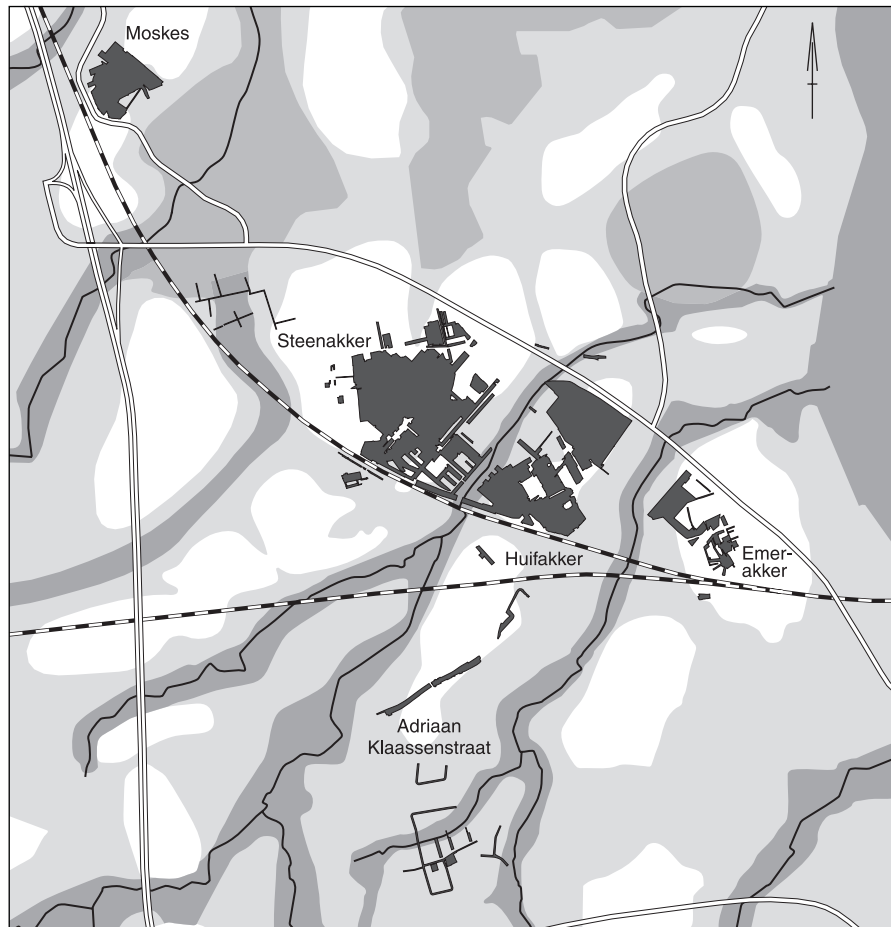 Moskes
Steenakker
Huifakker
Emer-
akker
Adriaan
Klaassenstraat